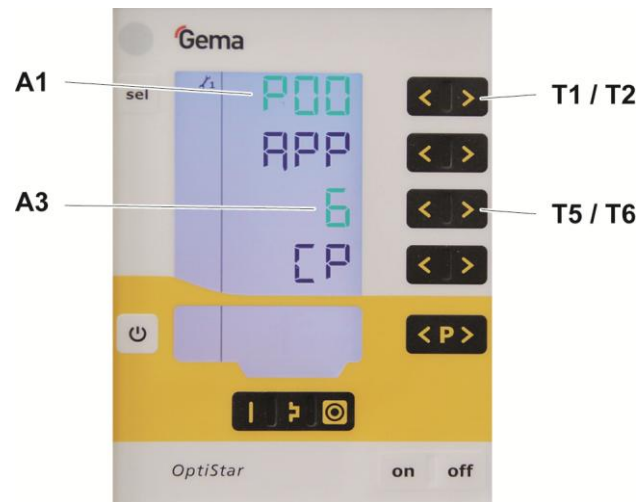 Gema
A1
sel
P00
< >
T1 / T2
APP
< >
A3
6
< >
T5 / T6
CP
< >
< P >
OptiStar
on off